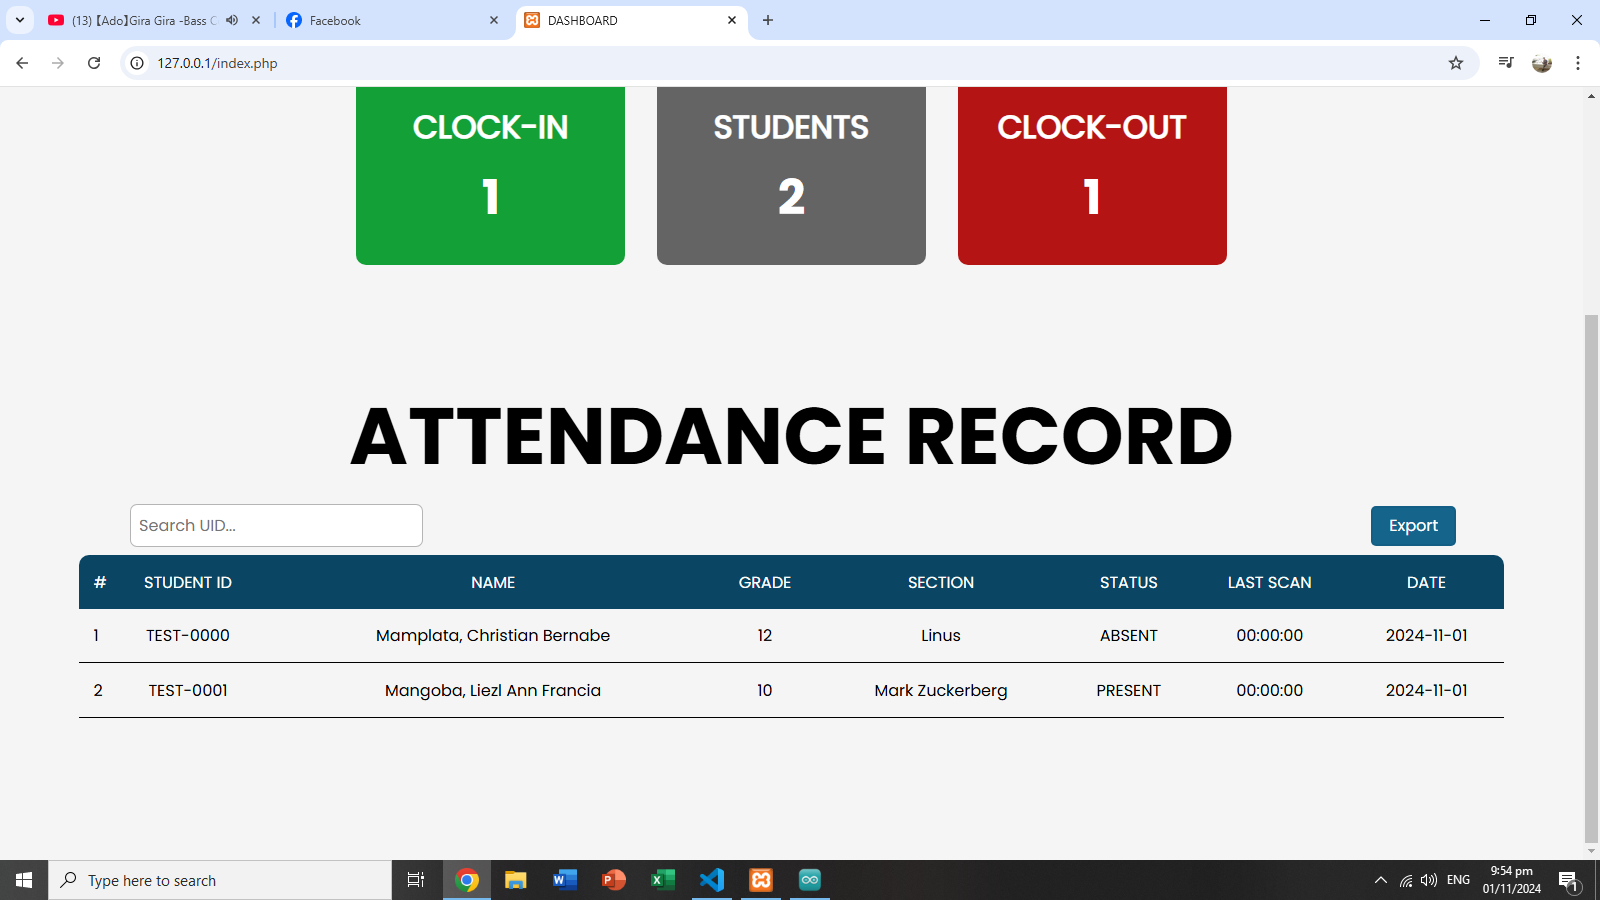 (13) 【Ado】Gira Gira -Bass C
Facebook
DASHBOARD
127.0.0.1/index.php
CLOCK-IN
1
STUDENTS
2
CLOCK-OUT
1
ATTENDANCE RECORD
Search UID...
Export
# STUDENT ID NAME GRADE SECTION STATUS LAST SCAN DATE
1 TEST-0000 Mamplata, Christian Bernabe 12 Linus ABSENT 00:00:00 2024-11-01
2 TEST-0001 Mangoba, Liezl Ann Francia 10 Mark Zuckerberg PRESENT 00:00:00 2024-11-01
Type here to search
ENG
9:54 pm
01/11/2024
1